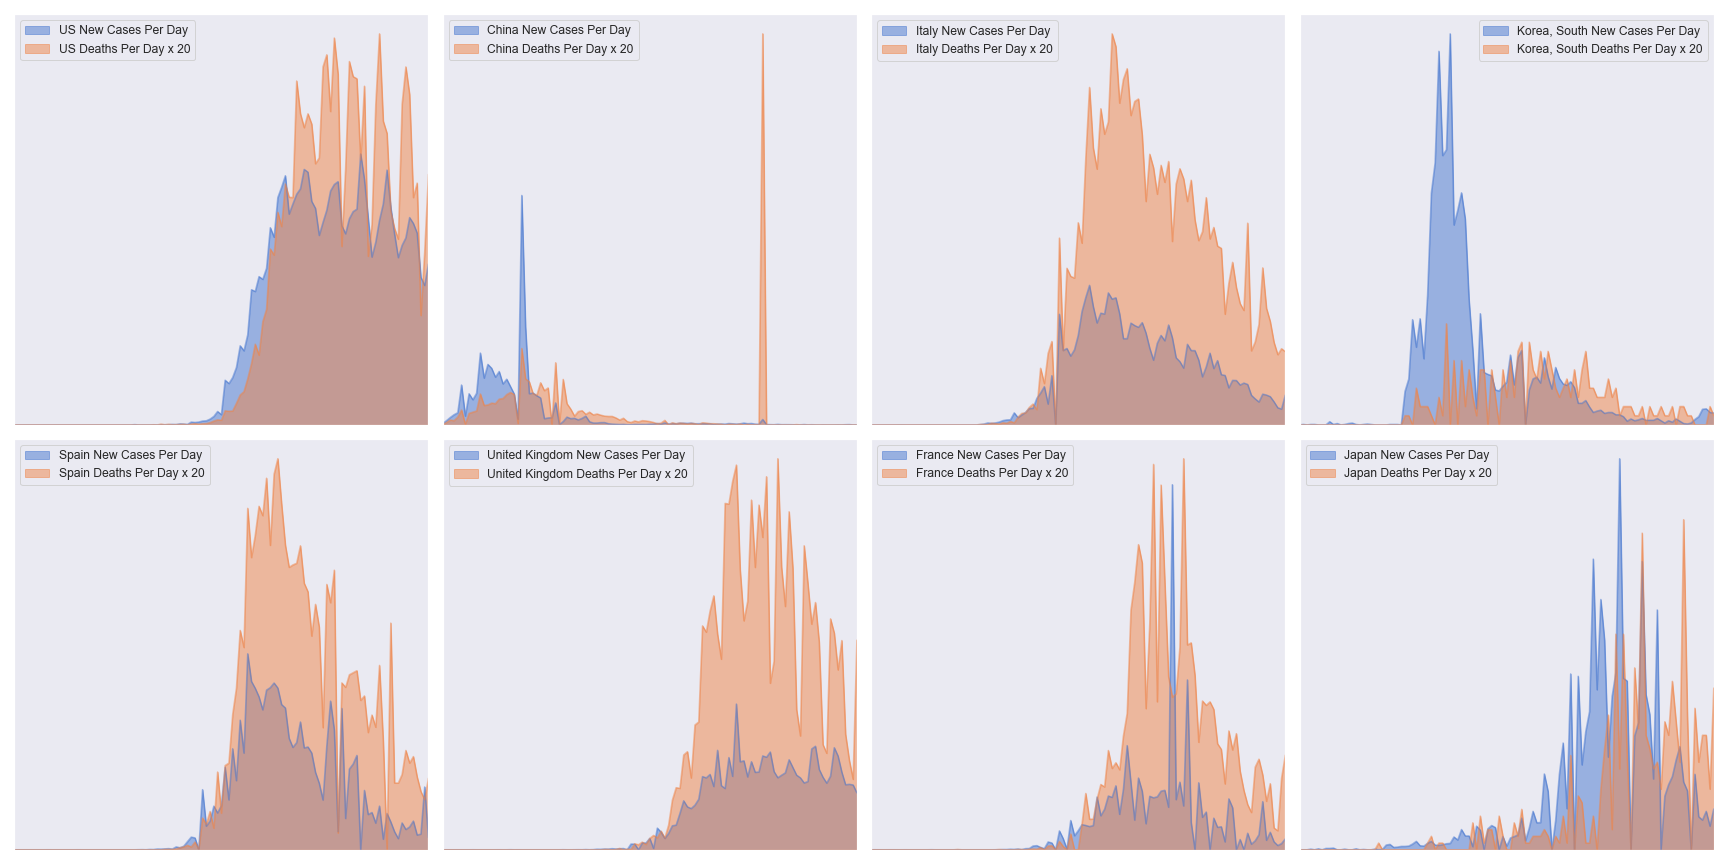 US New Cases Per Day
US Deaths Per Day x 20
China New Cases Per Day
China Deaths Per Day x 20
Italy New Cases Per Day
Italy Deaths Per Day x 20
Korea, South New Cases Per Day
Korea, South Deaths Per Day x 20
Spain New Cases Per Day
Spain Deaths Per Day x 20
United Kingdom New Cases Per Day
United Kingdom Deaths Per Day x 20
France New Cases Per Day
France Deaths Per Day x 20
Japan New Cases Per Day
Japan Deaths Per Day x 20